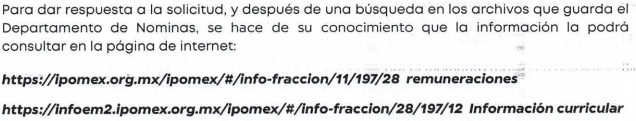 Para dar respuesta a la solicitud, y después de una búsqueda en los archivos que guarda el
Departamento de Nominas, se hace de su conocimiento que la información la podrá
consultar en la página de internet:
https://ipomex.org.mx/ipomex/#/info-fraccion/11/197/28 remuneraciones
https://infoem2.ipomex.org.mx/ipomex/#/info-fraccion/28/197/12 Información curricular